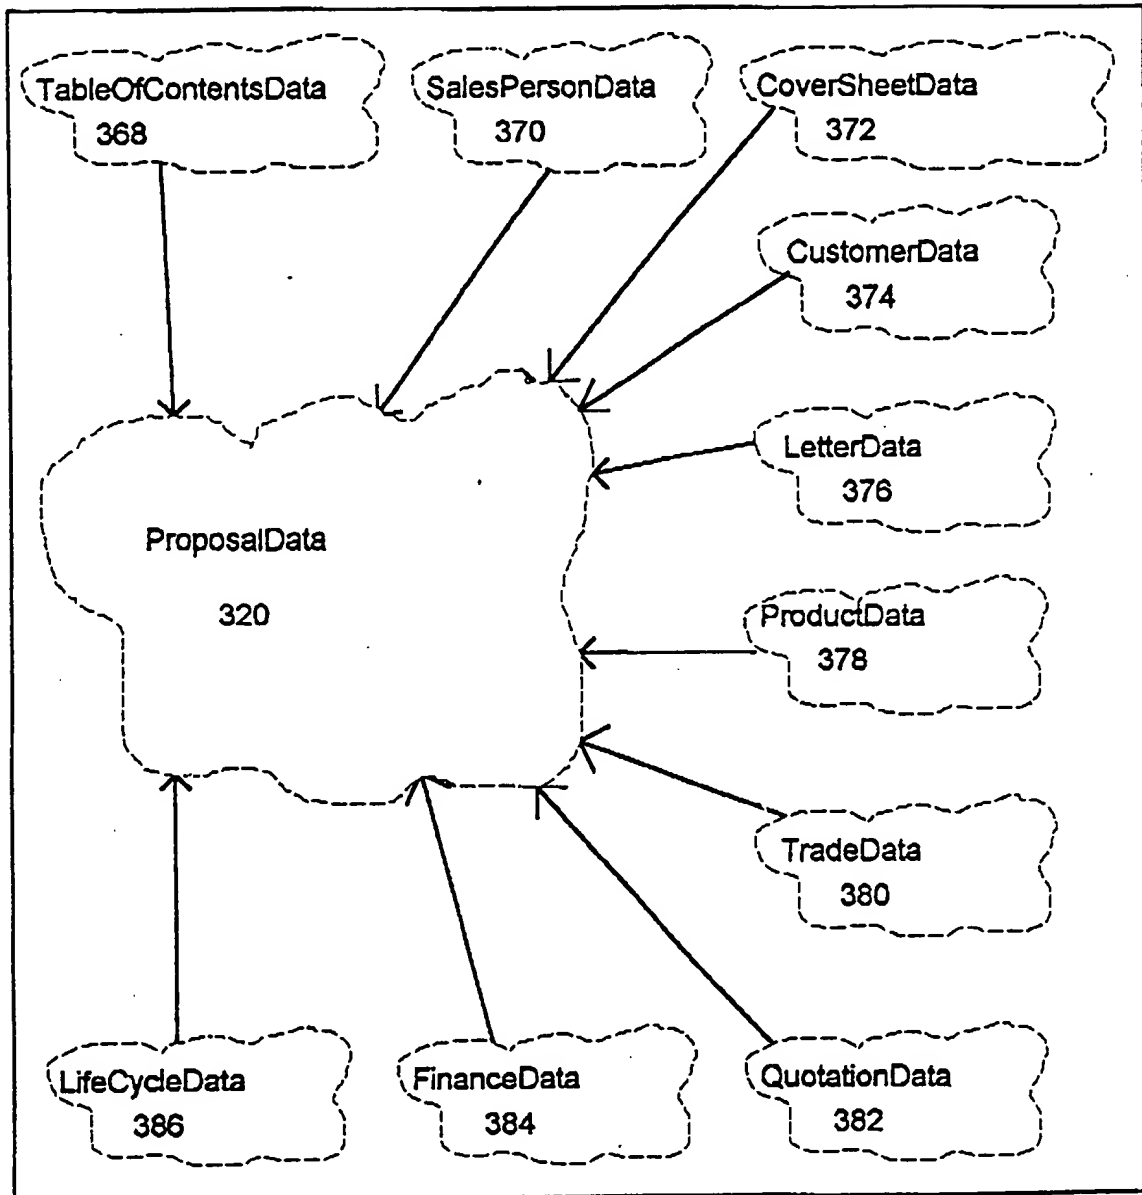 TableOfContentsData
368
SalesPersonData
370
CoverSheetData
372
CustomerData
374
LetterData
376
ProposalData
320
ProductData
378
TradeData
380
LifeCycleData
386
FinanceData
384
QuotationData
382